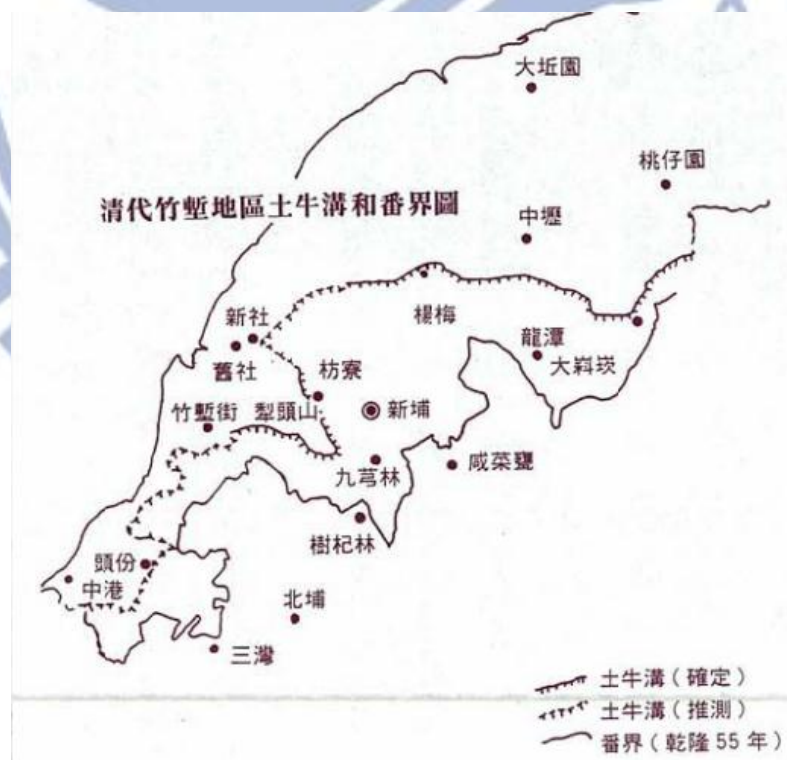 大坵園
桃仔園
清代竹塹地區土牛溝和番界圖
中壢
楊梅
新社
龍潭
舊社
大嵙崁
枋寮
新埔
竹塹街
犁頭山
咸菜甕
九芎林
樹杞林
頭份
中港
北埔
三灣
土牛溝(確定)
土牛溝(推測)
番界(乾隆55年)